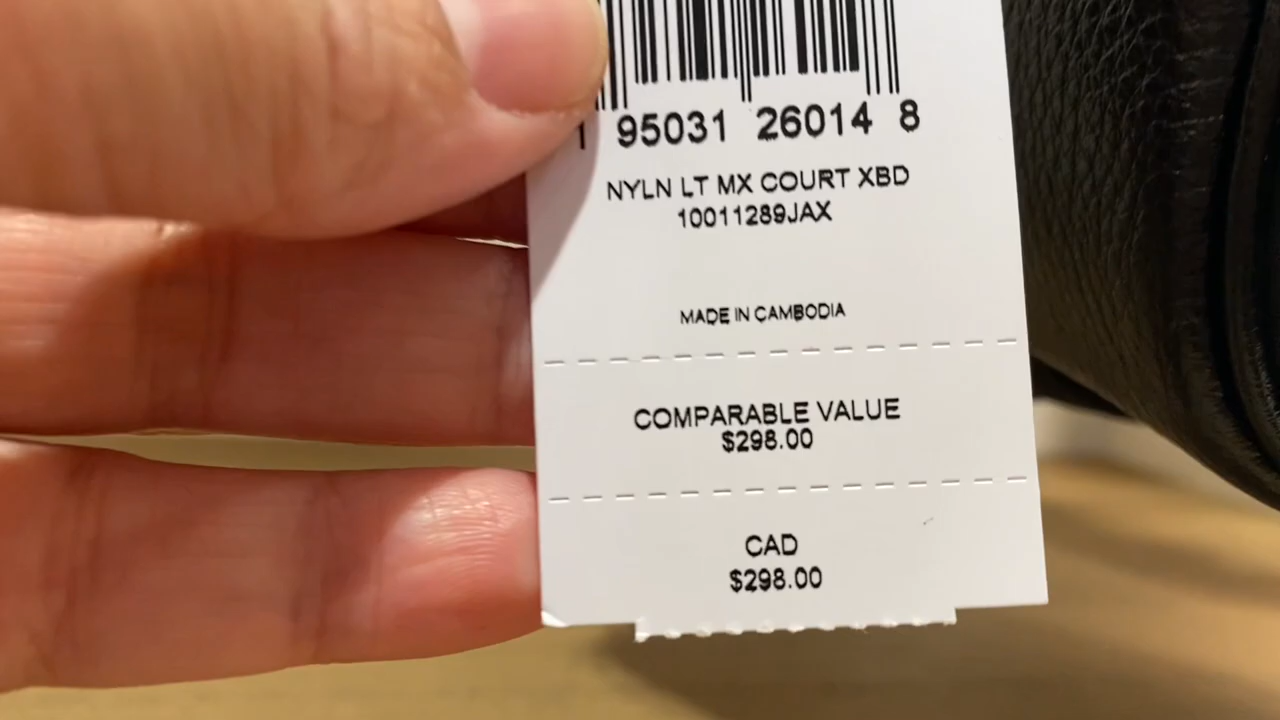 1 95031 26014 8
NYLN LT MX COURT XBD
10011289JAX
MADE IN CAMBODIA
COMPARABLE VALUE
$298.00
CAD
$298.00